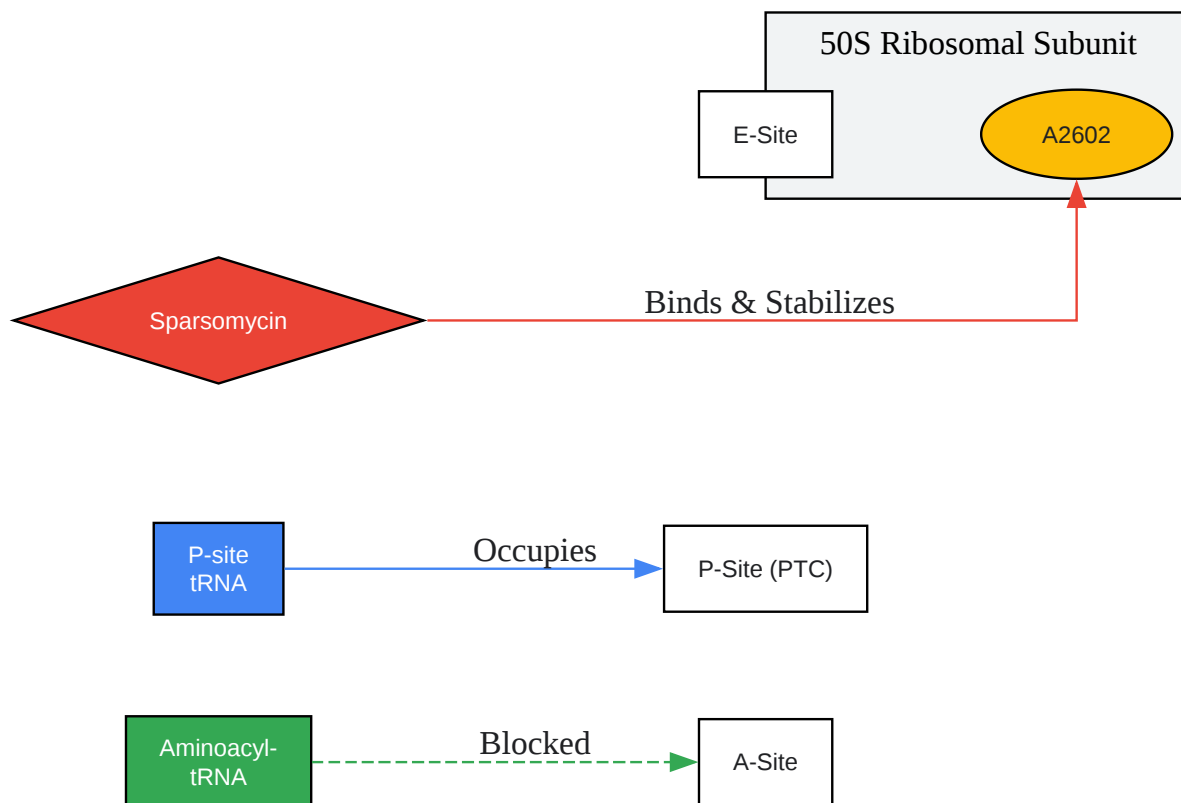 50S Ribosomal Subunit
E-Site
A2602
Binds & Stabilizes
Sparsomycin
Occupies
P-site
tRNA
P-Site (PTC)
Blocked
Aminoacyl-
tRNA
A-Site